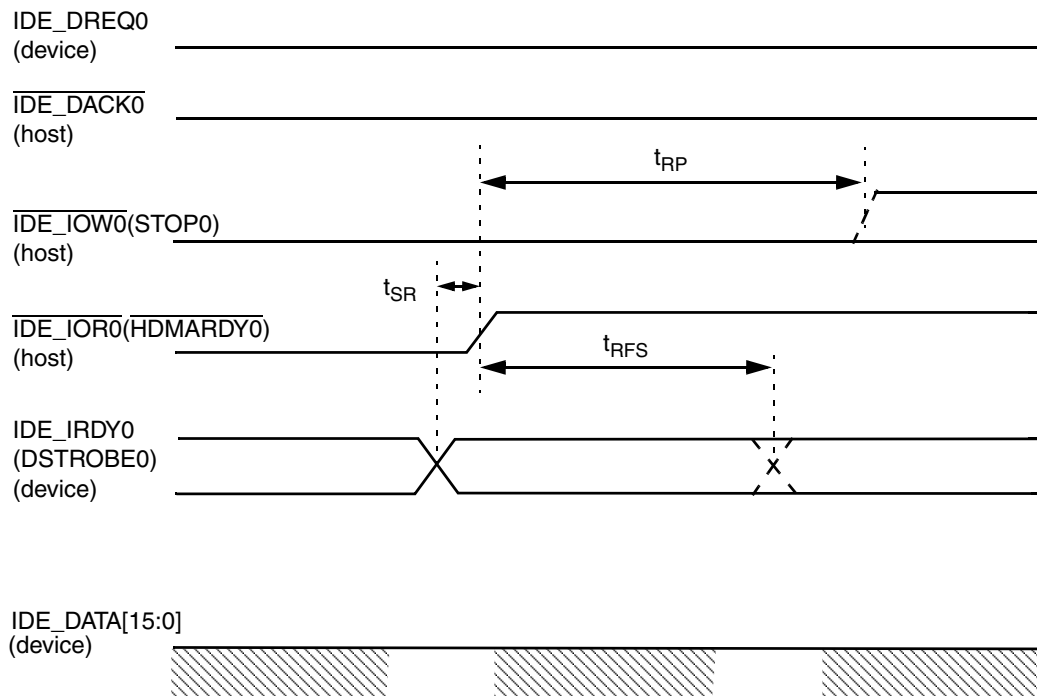 IDE_DREQ0
(device)
IDE_DACK0
(host)
tRP
IDE_IOW0(STOP0)
(host)
tSR
IDE_IOR0(HDMARDY0)
(host)
tRFS
IDE_IRDY0
(DSTROBE0)
(device)
IDE_DATA[15:0]
(device)